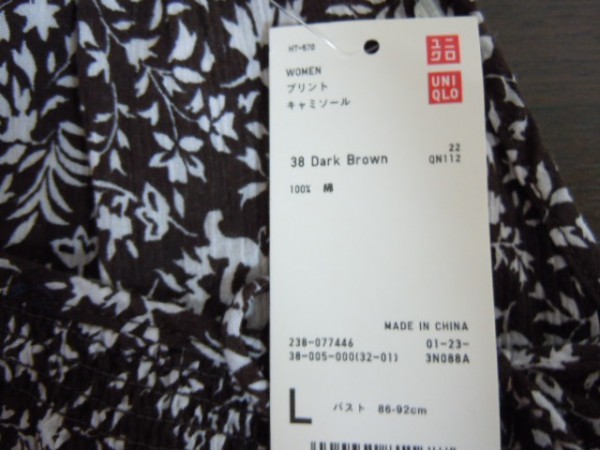 H7-670
ユニ
クロ
UNI
QLO
WOMEN
プリント
キャミソール
22
38 Dark Brown QN112
100% 綿
MADE IN CHINA
238-077446 01-23-
38-005-000(32-01) 3N088A
L バスト 86-92cm